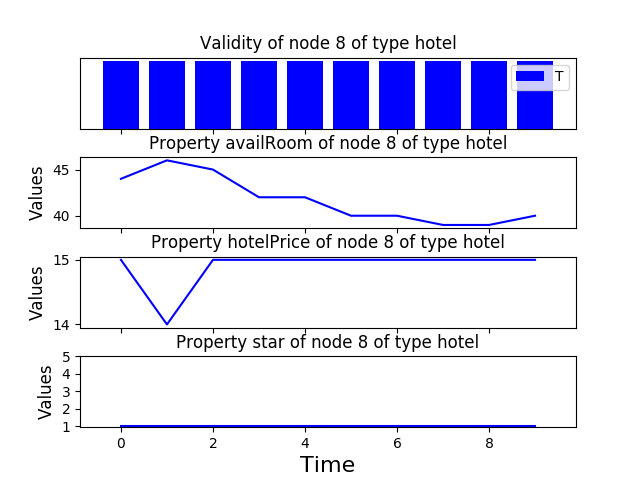 Validity of node 8 of type hotel
T
Property availRoom of node 8 of type hotel
Values
45
40
Property hotelPrice of node 8 of type hotel
Values
15
14
Property star of node 8 of type hotel
Values
5
4
3
2
1
0 2 4 6 8
Time